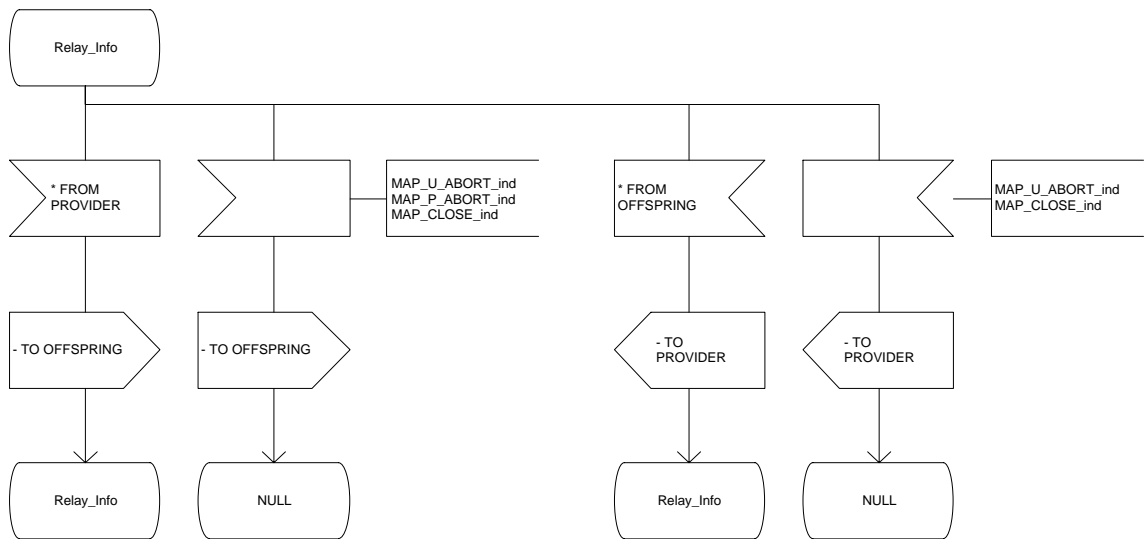 Relay_Info
* FROM
PROVIDER
MAP_U_ABORT_ind
MAP_P_ABORT_ind
MAP_CLOSE_ind
* FROM
OFFSPRING
MAP_U_ABORT_ind
MAP_CLOSE_ind
- TO OFFSPRING
- TO OFFSPRING
- TO
PROVIDER
- TO
PROVIDER
Relay_Info
NULL
Relay_Info
NULL